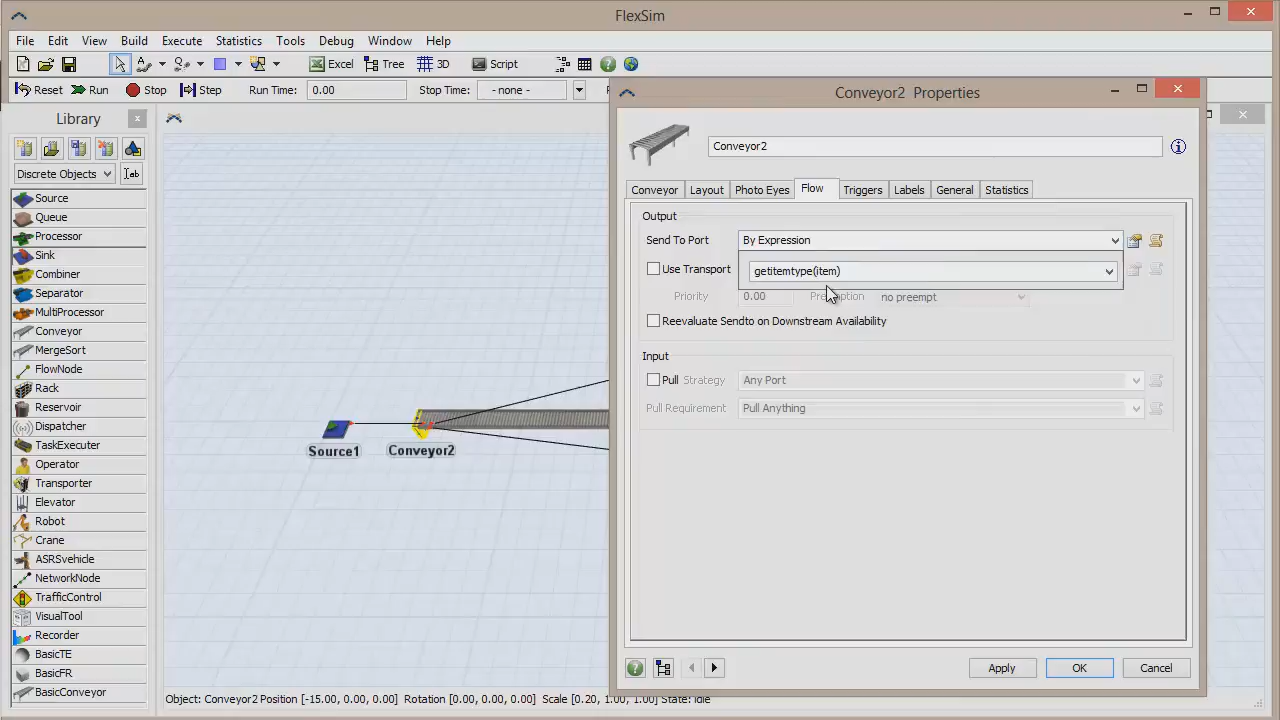 FlexSim
File Edit View Build Execute Statistics Tools Debug Window Help
Excel Tree 3D Script
Reset Run Stop Step Run Time: 0.00 Stop Time: - none -
Library
Discrete Objects
Source
Queue
Processor
Sink
Combiner
Separator
MultiProcessor
Conveyor
MergeSort
FlowNode
Rack
Reservoir
Dispatcher
TaskExecuter
Operator
Transporter
Elevator
Robot
Crane
ASRSvehicle
NetworkNode
TrafficControl
VisualTool
Recorder
BasicTE
BasicFR
BasicConveyor
Source1 Conveyor2
Conveyor2 Properties
Conveyor2
Conveyor Layout Photo Eyes Flow Triggers Labels General Statistics
Output
Send To Port By Expression
Use Transport getitemtype(item)
Priority 0.00 no preempt
Reevaluate Sendto on Downstream Availability
Input
Pull Strategy Any Port
Pull Requirement Pull Anything
Apply OK Cancel
Object: Conveyor2 Position [-15.00, 0.00, 0.00] Rotation [0.00, 0.00, 0.00] Scale [0.20, 1.00, 1.00] State: Idle